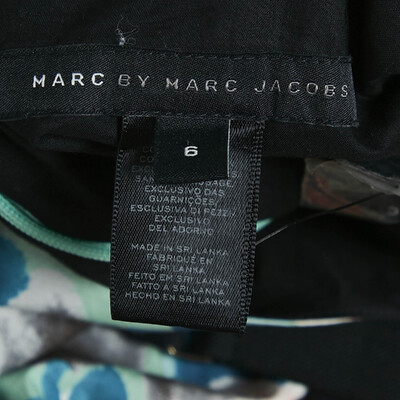 MARC BY MARC JACOBS
6
EXCLUSIVO DAS
GUARNIÇÕES,
ESCLUSIVA DI PEZZI,
EXCLUSIVO
DEL ADORNO
MADE IN SRI LANKA
FABRIQUÉ EN
SRI LANKA
FEITO EM SRI LANKA
FATTO A SRI LANKA
HECHO EN SRI LANKA